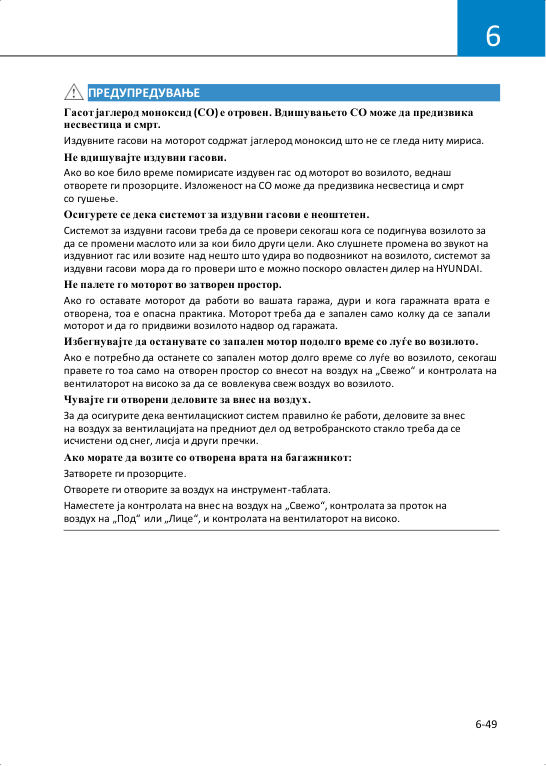 6
ПРЕДУПРЕДУВАЊЕ
Гасот јаглерод моноксид (CO) е отровен. Вдишувањето CO може да предизвика
несвестица и смрт.
Издувните гасови на моторот содржат јаглерод моноксид што не се гледа ниту мириса.
Не вдишувајте издувни гасови.
Ако во кое било време помирисате издувен гас од моторот во возилото, веднаш
отворете ги прозорците. Изложеност на CO може да предизвика несвестица и смрт
со гушење.
Осигурете се дека системот за издувни гасови е неоштетен.
Системот за издувни гасови треба да се провери секогаш кога се подигнува возилото за
да се промени маслото или за кои било други цели. Ако слушнете промена во звукот на
издувниот гас или возите над нешто што удира во подвозникот на возилото, системот за
издувни гасови мора да го провери што е можно поскоро овластен дилер на HYUNDAI.
Не палете го моторот во затворен простор.
Ако го оставате моторот да работи во вашата гаража, дури и кога гаражната врата е
отворена, тоа е опасна практика. Моторот треба да е запален само колку да се запали
моторот и да го придвижи возилото надвор од гаражата.
Избегнувајте да останувате со запален мотор подолго време со луѓе во возилото.
Ако е потребно да останете со запален мотор долго време со луѓе во возилото, секогаш
правете го тоа само на отворен простор со внесот на воздух на „Свежо“ и контролата на
вентилаторот на високо за да се вовлекува свеж воздух во возилото.
Чувајте ги отворени деловите за внес на воздух.
За да осигурите дека вентилацискиот систем правилно ќе работи, деловите за внес
на воздух за вентилацијата на предниот дел од ветробранското стакло треба да се
исчистени од снег, лисја и други пречки.
Ако морате да возите со отворена врата на багажникот:
Затворете ги прозорците.
Отворете ги отворите за воздух на инструмент-таблата.
Наместете ја контролата на внес на воздух на „Свежо“, контролата за проток на
воздух на „Под“ или „Лице“, и контролата на вентилаторот на високо.
6-49